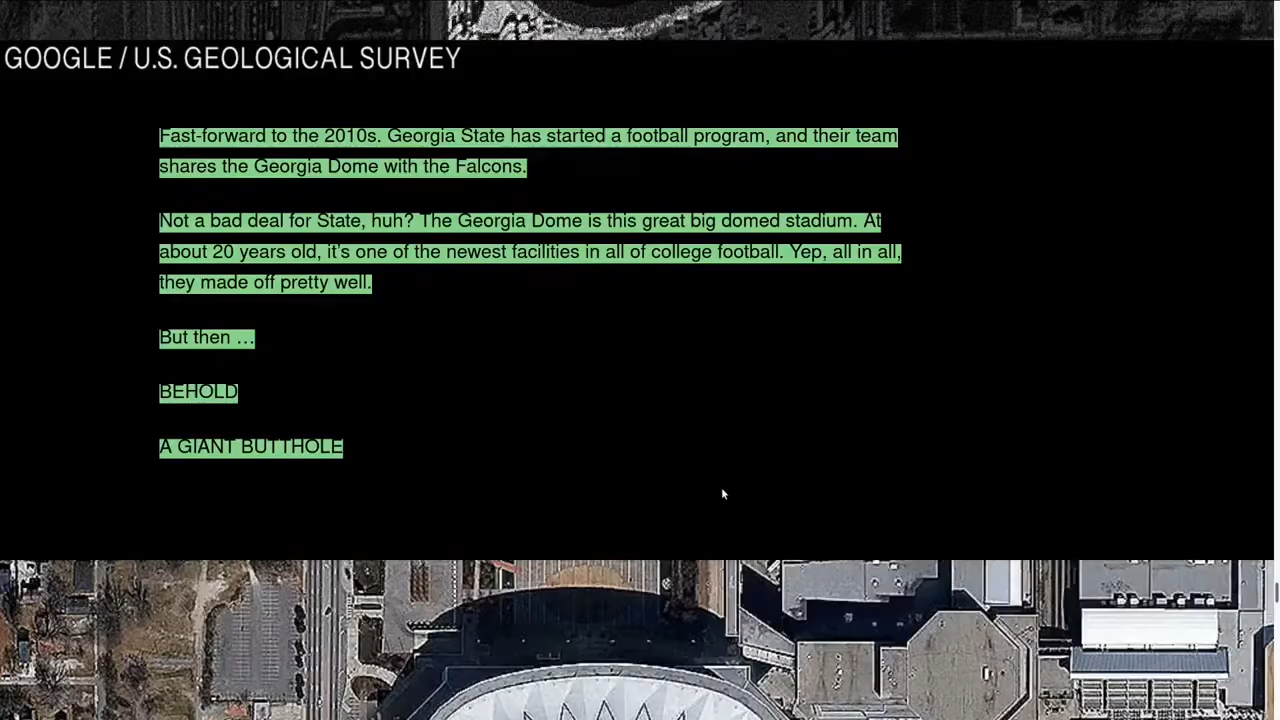 GOOGLE / U.S. GEOLOGICAL SURVEY
Fast-forward to the 2010s. Georgia State has started a football program, and their team
shares the Georgia Dome with the Falcons.
Not a bad deal for State, huh? The Georgia Dome is this great big domed stadium. At
about 20 years old, it's one of the newest facilities in all of college football. Yep, all in all,
they made off pretty well.
But then …
BEHOLD
A GIANT BUTTHOLE